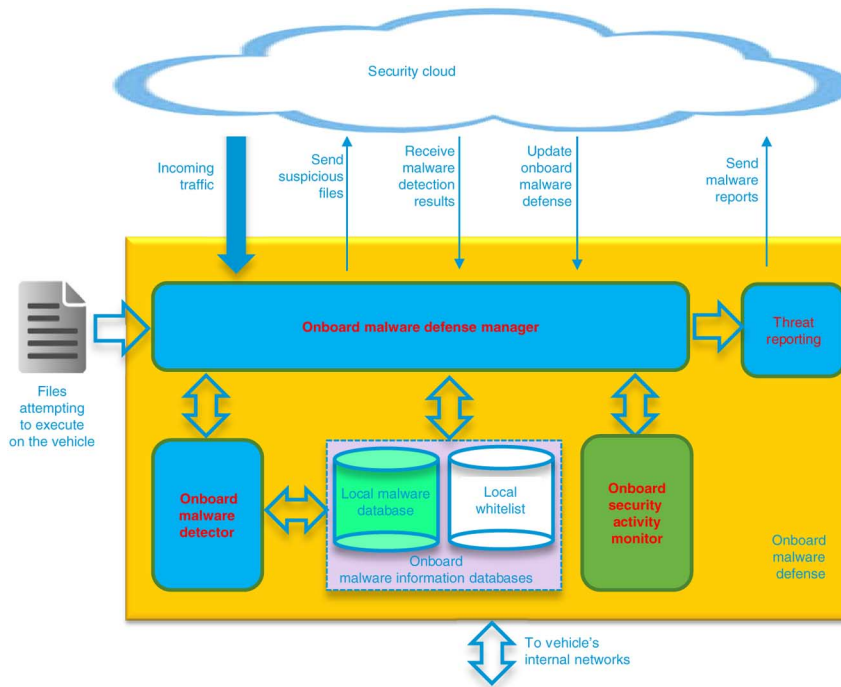 Security cloud
Incoming
traffic
Send
suspicious
files
Receive
malware
detection
results
Update
onboard
malware
defense
Send
malware
reports
Onboard malware defense manager
Threat
reporting
Files
attempting
to execute
on the vehicle
Onboard
malware
detector
Local malware
database
Local
whitelist
Onboard
malware information databases
Onboard
security
activity
monitor
Onboard
malware
defense
To vehicle's
internal networks